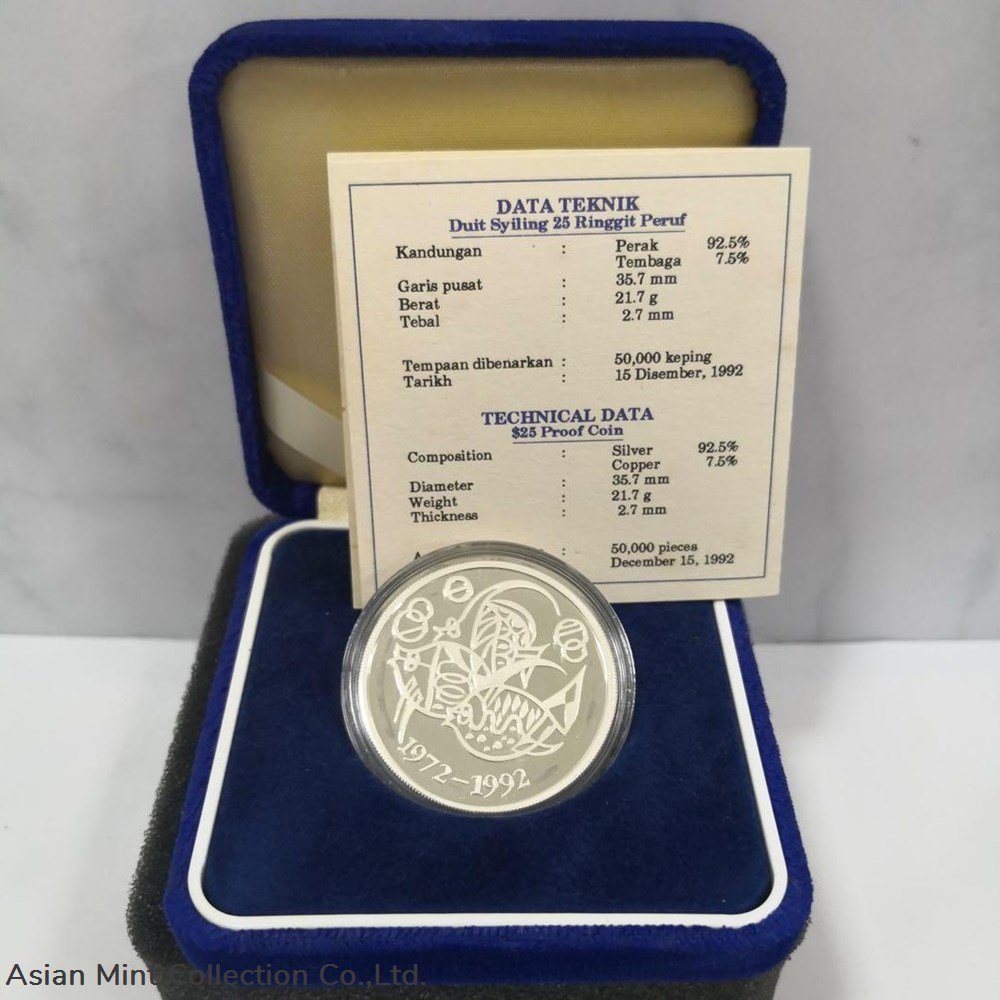 DATA TEKNIK
Duit Syiling 25 Ringgit Peruf
Kandungan : Perak 92.5%
Tembaga 7.5%
Garis pusat : 35.7 mm
Berat : 21.7 g
Tebal : 2.7 mm
Tempaan dibenarkan : 50,000 keping
Tarikh : 15 Disember, 1992
TECHNICAL DATA
$25 Proof Coin
Composition : Silver 92.5%
Copper 7.5%
Diameter : 35.7 mm
Weight : 21.7 g
Thickness : 2.7 mm
: 50,000 pieces
: December 15, 1992
1972-1992
Asian Mint Collection Co.,Ltd.